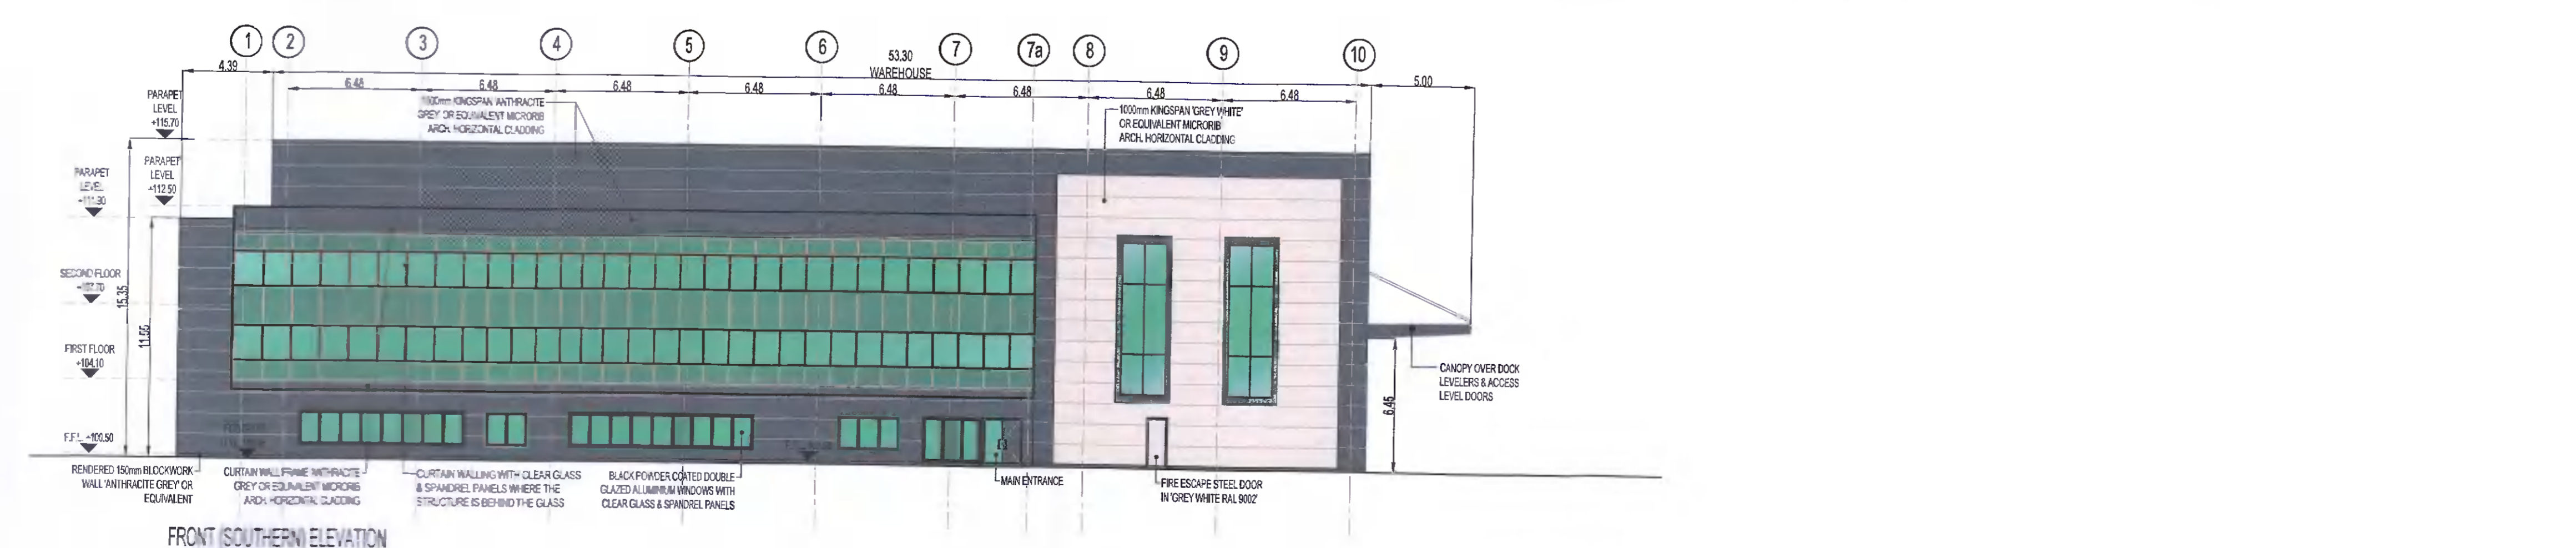 1 2 3 4 5 6 7 7a 8 9 10
4.39
53.30
WAREHOUSE
5.00
6.48 6.48 6.48 6.48 6.48 6.48 6.48 6.48
PARAPET
LEVEL
+115.70
KINGSPAN 'ANTHRACITE
GREY OR EQUIVALENT MICRORIB
ARCH. HORIZONTAL CLADDING
1000mm KINGSPAN 'GREY WHITE'
OR EQUIVALENT MICRORIB
ARCH. HORIZONTAL CLADDING
PARAPET
LEVEL
+112.50
PARAPET
LEVEL
SECOND FLOOR
15.35
11.55
FIRST FLOOR
+104.10
F.F.L. +100.50
6.45
CANOPY OVER DOCK
LEVELERS & ACCESS
LEVEL DOORS
RENDERED 150mm BLOCKWORK
WALL 'ANTHRACITE GREY' OR
EQUIVALENT
CURTAIN WALL FRAME 'ANTHRACITE
GREY OR EQUIVALENT MICRORIB
ARCH. HORIZONTAL CLADDING
CURTAIN WALLING WITH CLEAR GLASS
& SPANDREL PANELS WHERE THE
STRUCTURE IS BEHIND THE GLASS
BLACK POWDER COATED DOUBLE
GLAZED ALUMINIUM WINDOWS WITH
CLEAR GLASS & SPANDREL PANELS
MAIN ENTRANCE
FIRE ESCAPE STEEL DOOR
IN 'GREY WHITE RAL 9002'
FRONT (SOUTHERN) ELEVATION